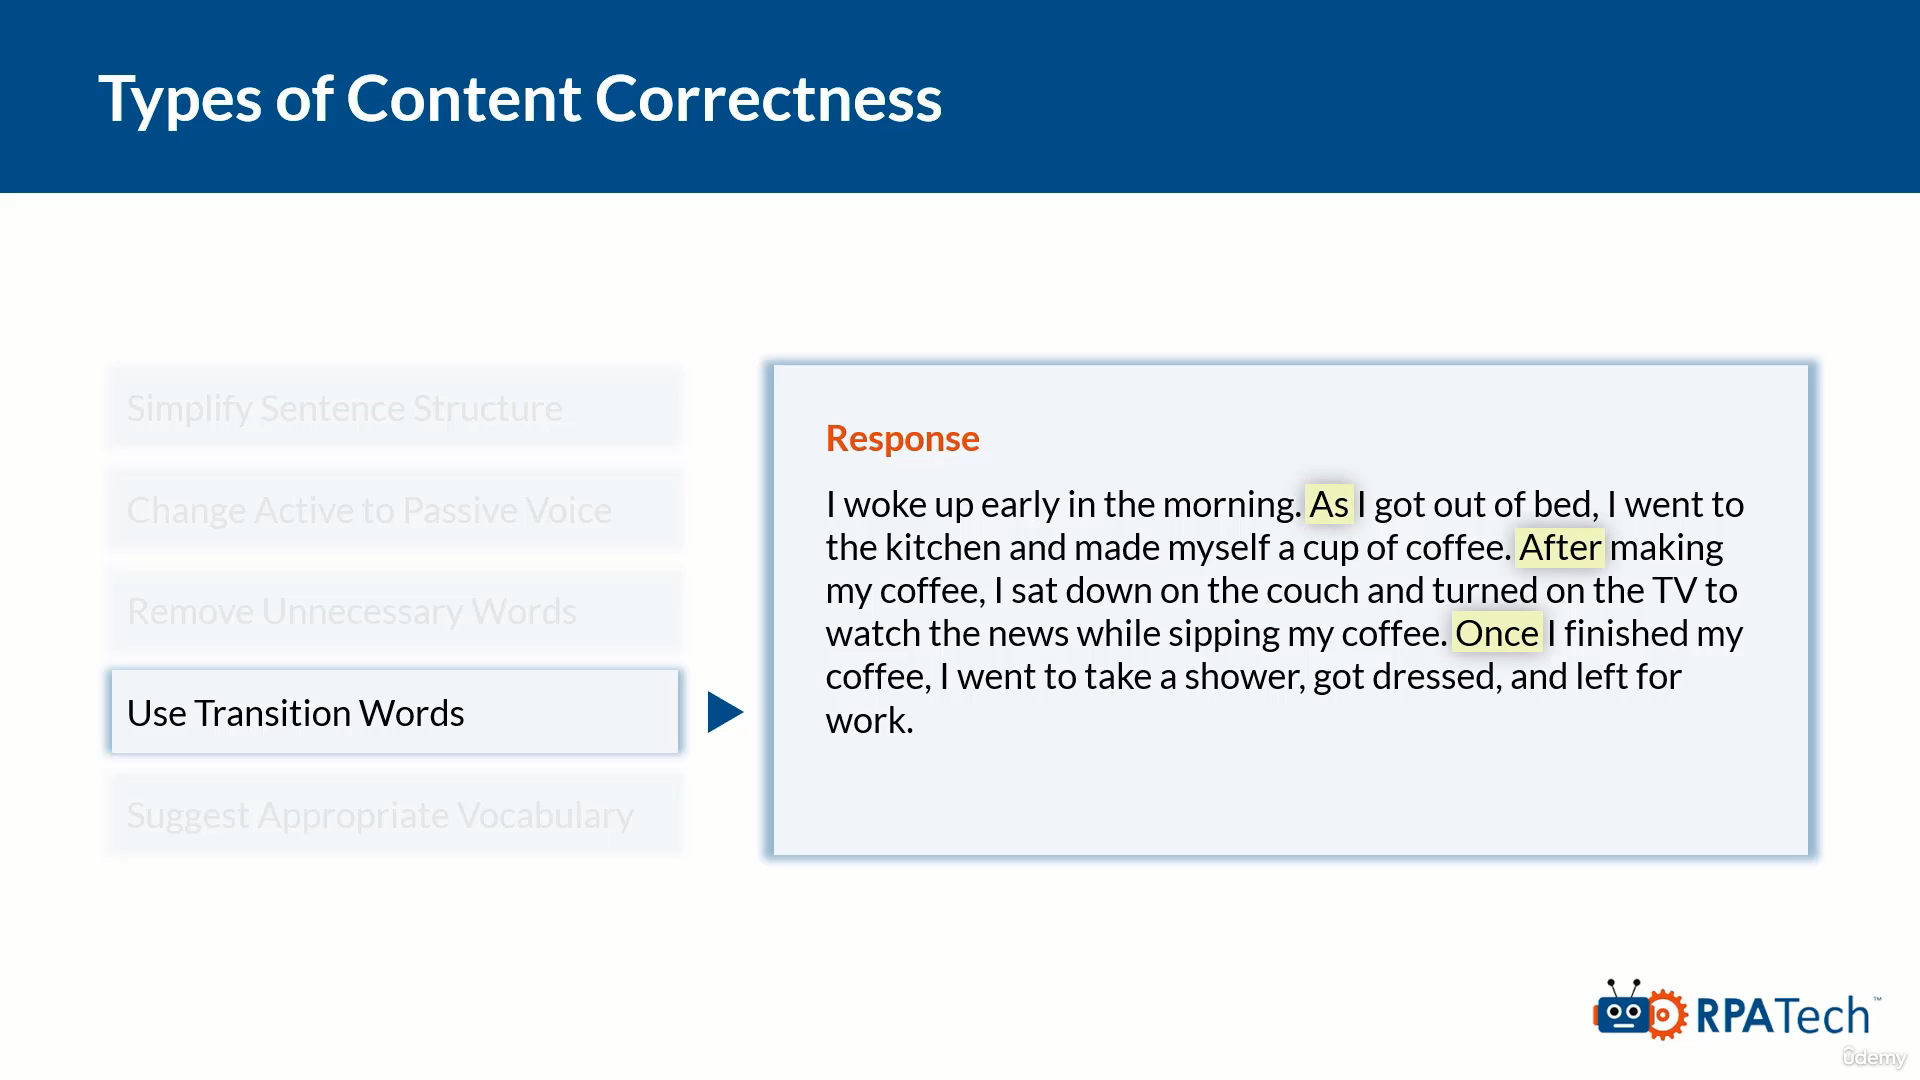 Types of Content Correctness
Simplify Sentence Structure
Change Active to Passive Voice
Remove Unnecessary Words
Use Transition Words
Suggest Appropriate Vocabulary
Response
I woke up early in the morning. As I got out of bed, I went to
the kitchen and made myself a cup of coffee. After making
my coffee, I sat down on the couch and turned on the TV to
watch the news while sipping my coffee. Once I finished my
coffee, I went to take a shower, got dressed, and left for
work.
RPATech™
ûdemy